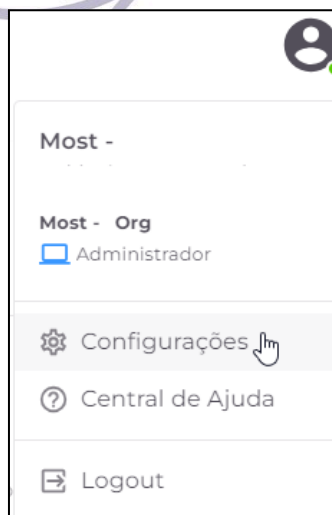 Most -
Most - Org
Administrador
Configurações
Central de Ajuda
Logout